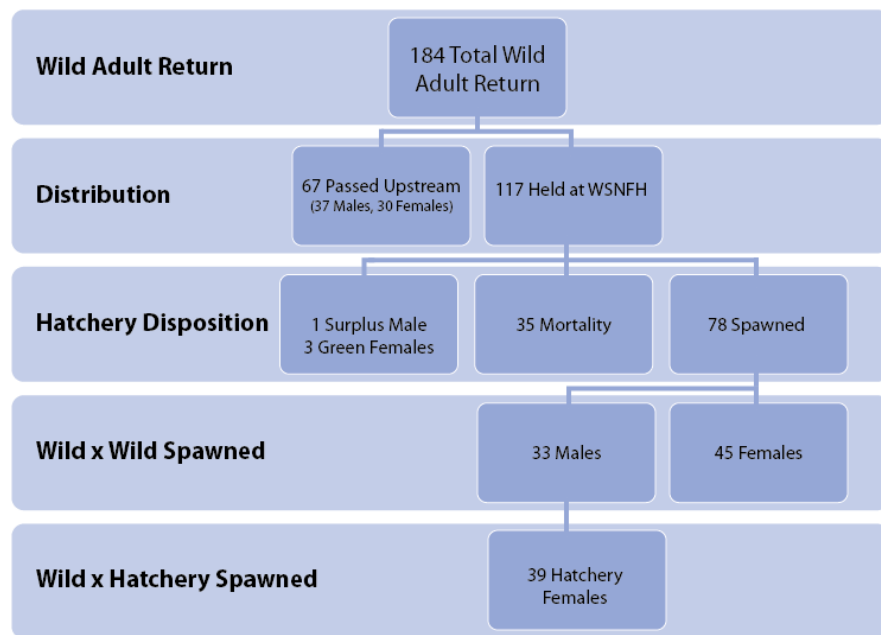 Wild Adult Return
184 Total Wild
Adult Return
Distribution
67 Passed Upstream
(37 Males, 30 Females)
117 Held at WSNFH
Hatchery Disposition
1 Surplus Male
3 Green Females
35 Mortality
78 Spawned
Wild x Wild Spawned
33 Males
45 Females
Wild x Hatchery Spawned
39 Hatchery
Females